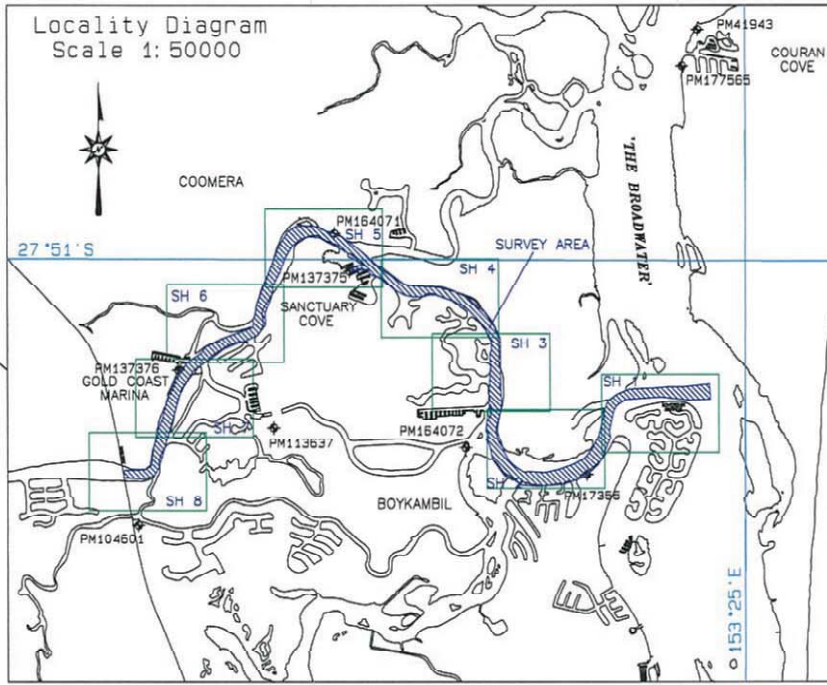 Locality Diagram
Scale 1:50000
PM41943
COURAN
COVE
PM177565
'THE BROADWATER'
COOMERA
PM164071
SH 5
27°51'S
SURVEY AREA
SH 4
PM137375
SANCTUARY
COVE
SH 6
SH 3
PM137376
GOLD COAST
MARINA
SH
SH
PM113637
PM164072
SH
PM17356
SH 8
BOYKAMBIL
PM104601
153°25'E